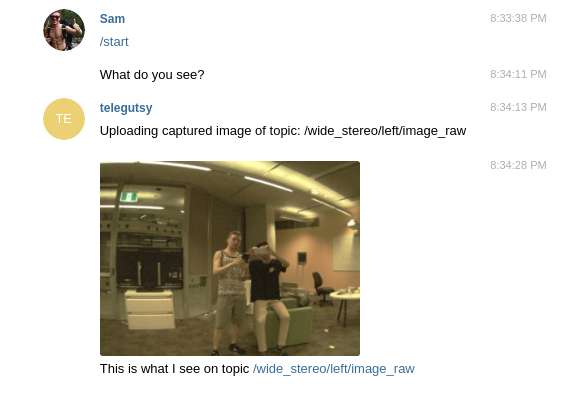 Sam 8:33:38 PM
/start
What do you see? 8:34:11 PM
TE telegutsy 8:34:13 PM
Uploading captured image of topic: /wide_stereo/left/image_raw
8:34:28 PM
This is what I see on topic /wide_stereo/left/image_raw